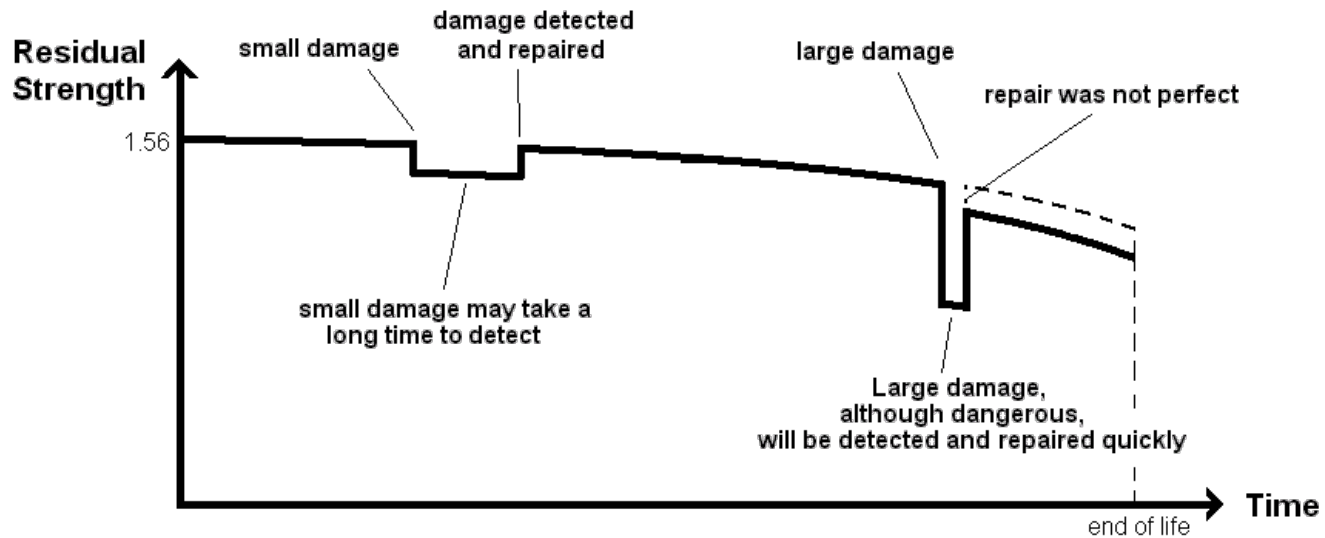 Residual
Strength
1.56
small damage
damage detected
and repaired
large damage
repair was not perfect
small damage may take a
long time to detect
Large damage,
although dangerous,
will be detected and repaired quickly
Time
end of life